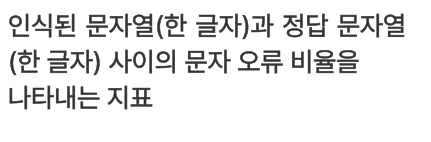 인식된 문자열(한 글자)과 정답 문자열
(한 글자) 사이의 문자 오류 비율을
나타내는 지표